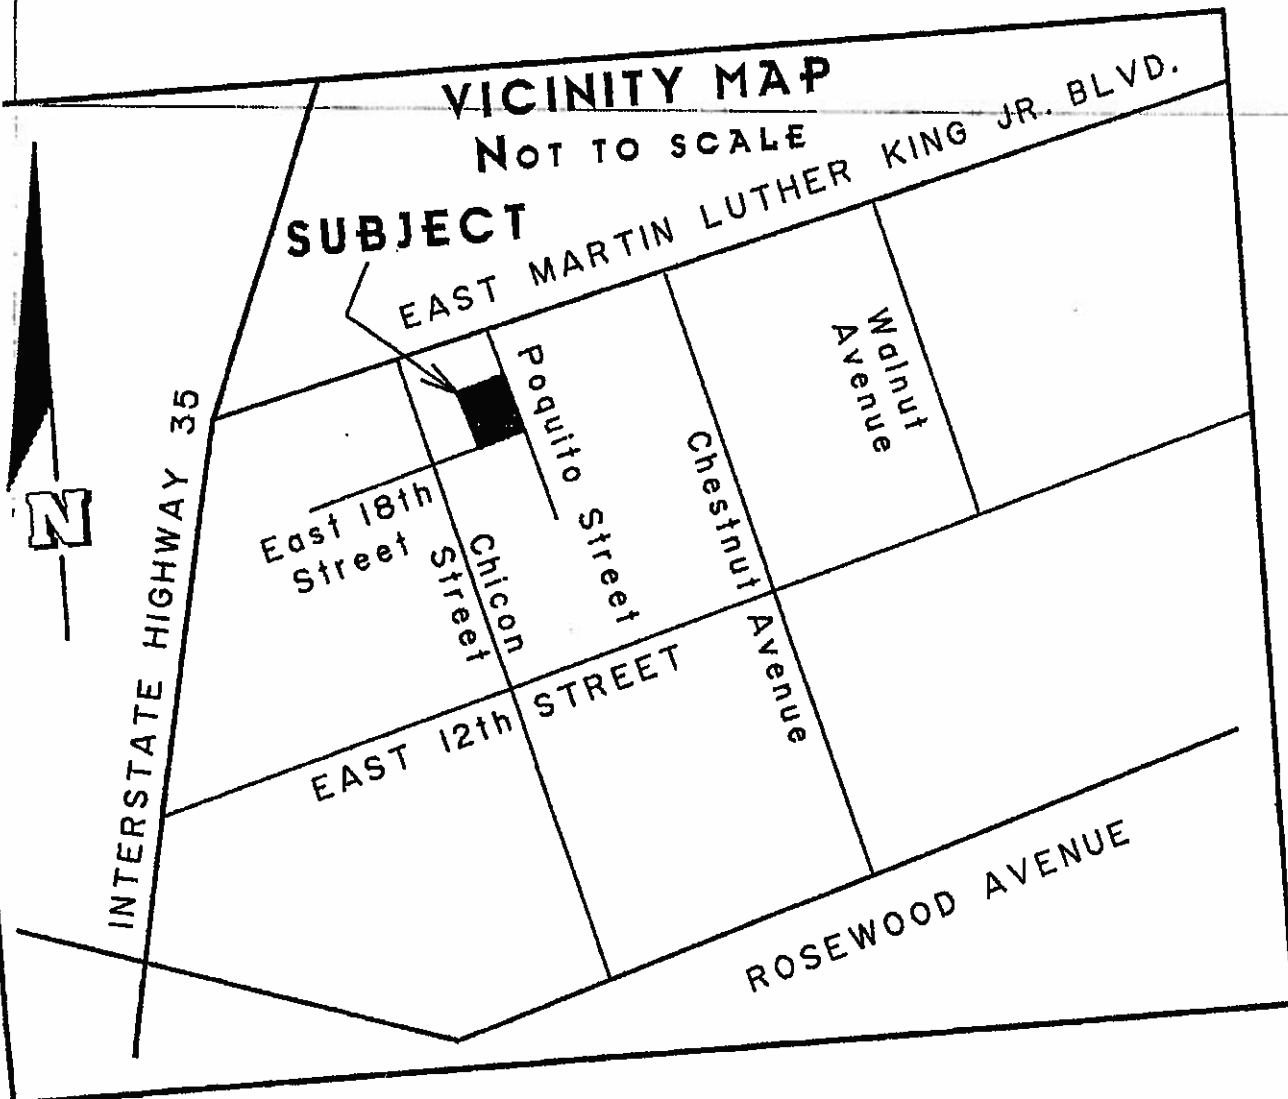 VICINITY MAP
NOT TO SCALE
SUBJECT
EAST MARTIN LUTHER KING JR. BLVD.
INTERSTATE HIGHWAY 35
N
East 18th
Street
Chicon
Street
Poquito Street
Chestnut Avenue
Walnut
Avenue
EAST 12th STREET
ROSEWOOD AVENUE